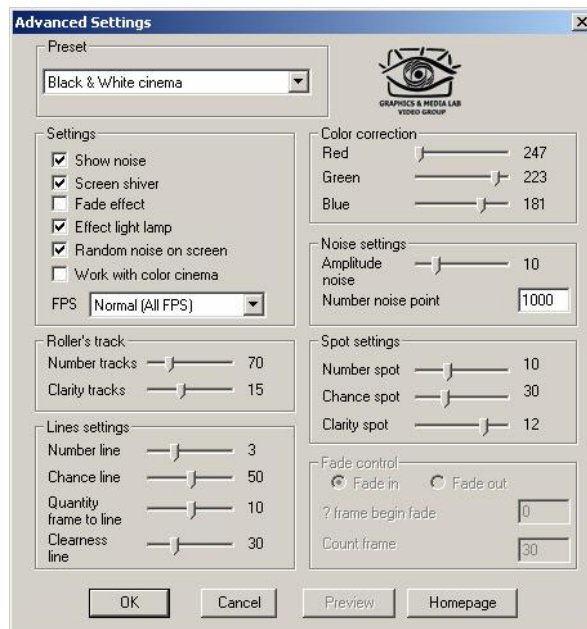 Advanced Settings
Preset
Black & White cinema
GRAPHICS & MEDIA LAB
VIDEO GROUP
Settings
Show noise
Screen shiver
Fade effect
Effect light lamp
Random noise on screen
Work with color cinema
FPS Normal (All FPS)
Color correction
Red 247
Green 223
Blue 181
Noise settings
Amplitude noise 10
Number noise point 1000
Roller's track
Number tracks 70
Clarity tracks 15
Spot settings
Number spot 10
Chance spot 30
Clarity spot 12
Lines settings
Number line 3
Chance line 50
Quantity frame to line 10
Clearness line 30
Fade control
Fade in Fade out
? frame begin fade 0
Count frame 30
OK Cancel Preview Homepage